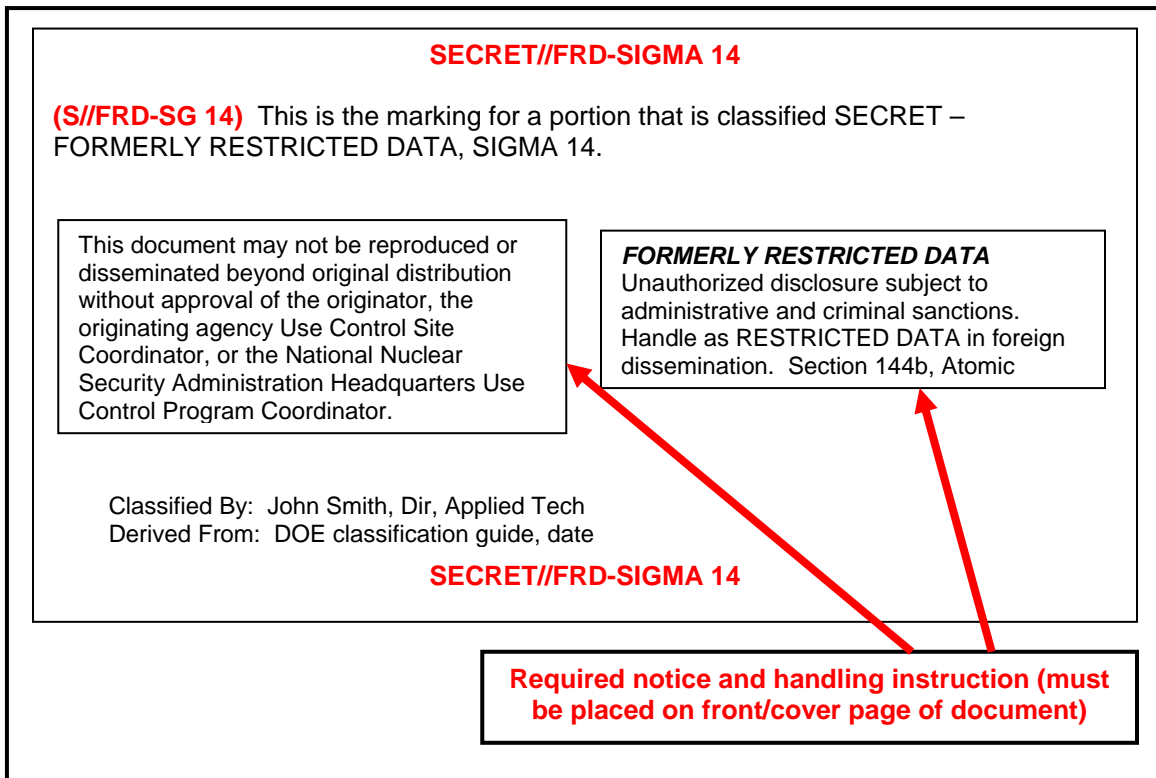 SECRET//FRD-SIGMA 14
(S//FRD-SG 14) This is the marking for a portion that is classified SECRET –
FORMERLY RESTRICTED DATA, SIGMA 14.
This document may not be reproduced or
disseminated beyond original distribution
without approval of the originator, the
originating agency Use Control Site
Coordinator, or the National Nuclear
Security Administration Headquarters Use
Control Program Coordinator.
FORMERLY RESTRICTED DATA
Unauthorized disclosure subject to
administrative and criminal sanctions.
Handle as RESTRICTED DATA in foreign
dissemination. Section 144b, Atomic
Classified By: John Smith, Dir, Applied Tech
Derived From: DOE classification guide, date
SECRET//FRD-SIGMA 14
Required notice and handling instruction (must
be placed on front/cover page of document)